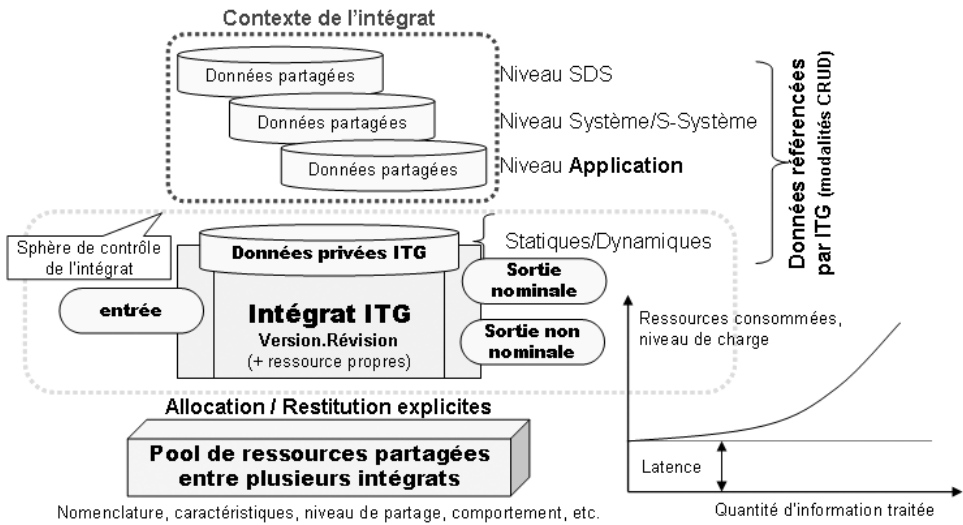 Contexte de l'intégrat
Données partagées
Niveau SDS
Données partagées
Niveau Système/S-Système
Données partagées
Niveau Application
Données référencées
par ITG (modalités CRUD)
Sphère de contrôle
de l'intégrat
Données privées ITG
Statiques/Dynamiques
entrée
Intégrat ITG
Version.Révision
(+ ressource propres)
Sortie
nominale
Sortie non
nominale
Allocation / Restitution explicites
Pool de ressources partagées
entre plusieurs intégrats
Nomenclature, caractéristiques, niveau de partage, comportement, etc.
Ressources consommées,
niveau de charge
Latence
Quantité d'information traitée